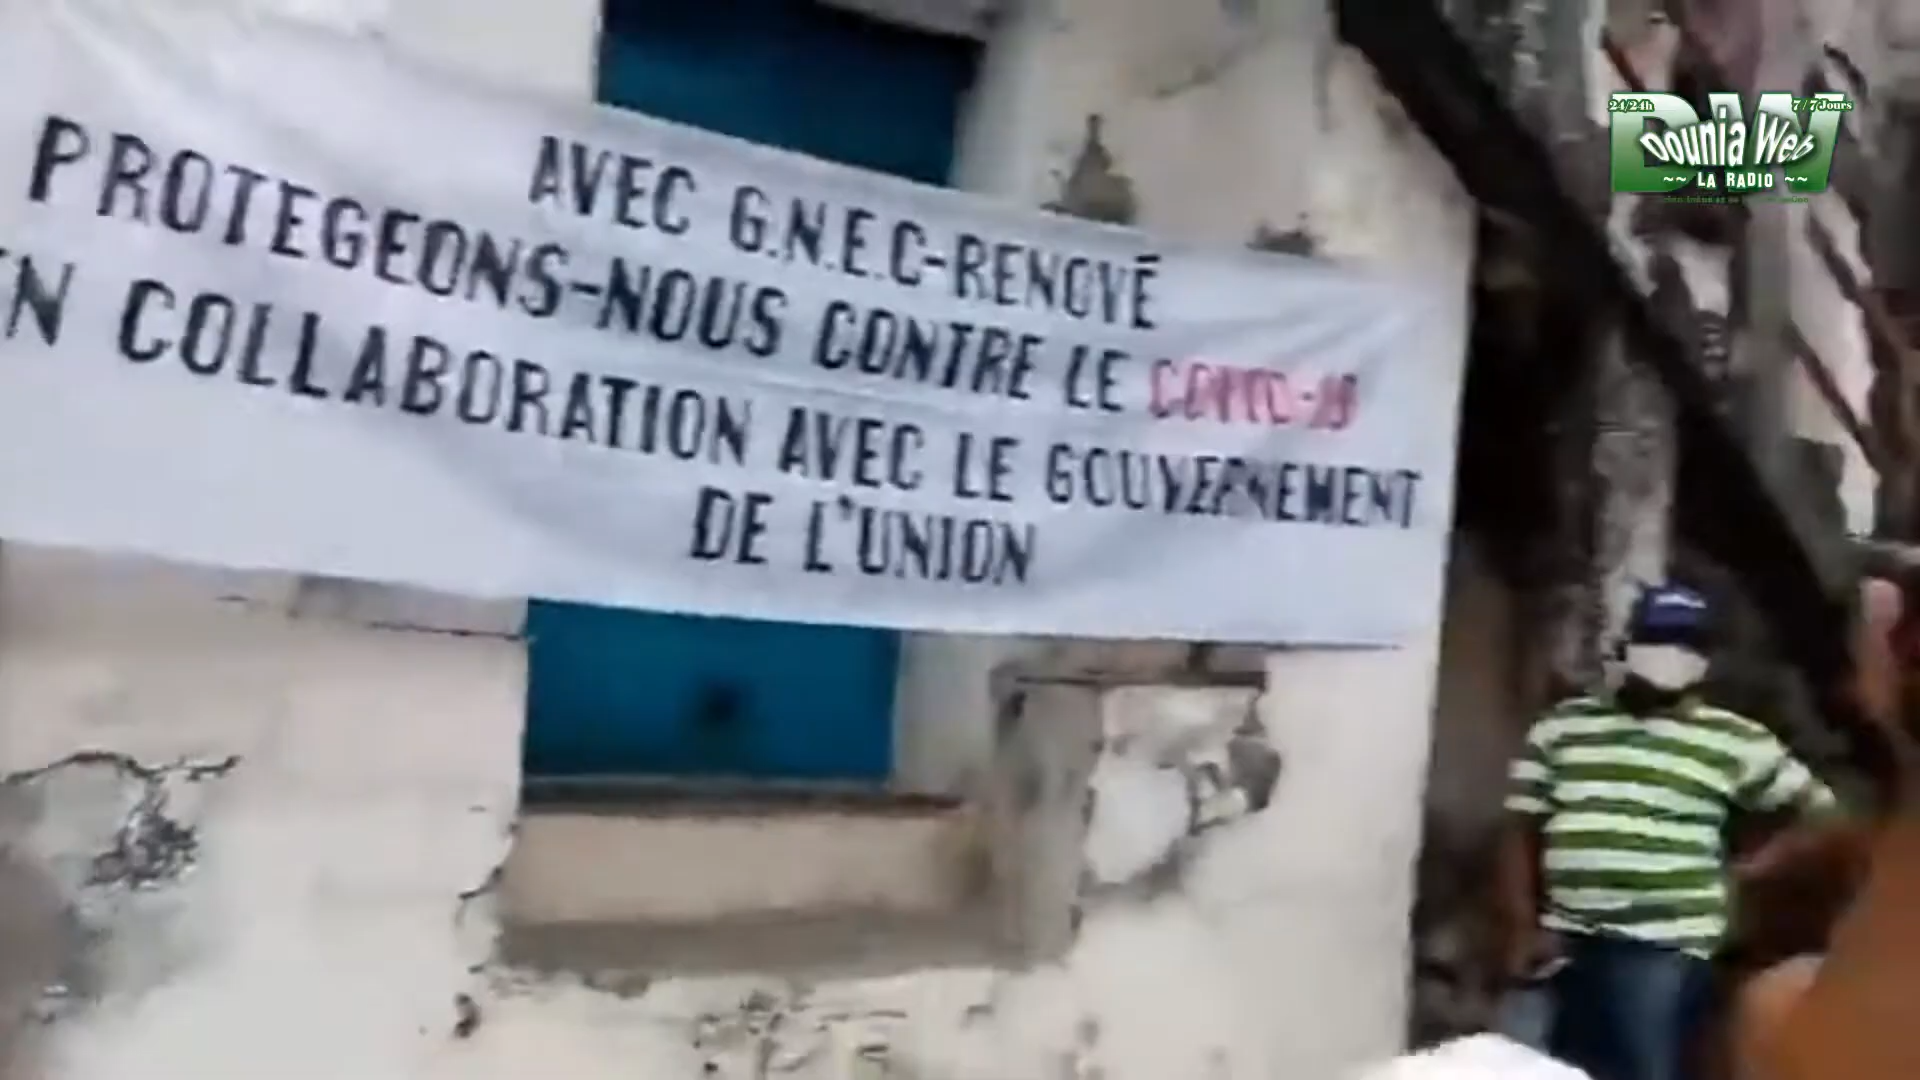 AVEC G.N.E.C-RENOVÉ
PROTEGEONS-NOUS CONTRE LE COVID-19
EN COLLABORATION AVEC LE GOUVERNEMENT
DE L'UNION
24/24h
7/7Jours
DW
Dounia Web
~~ LA RADIO ~~